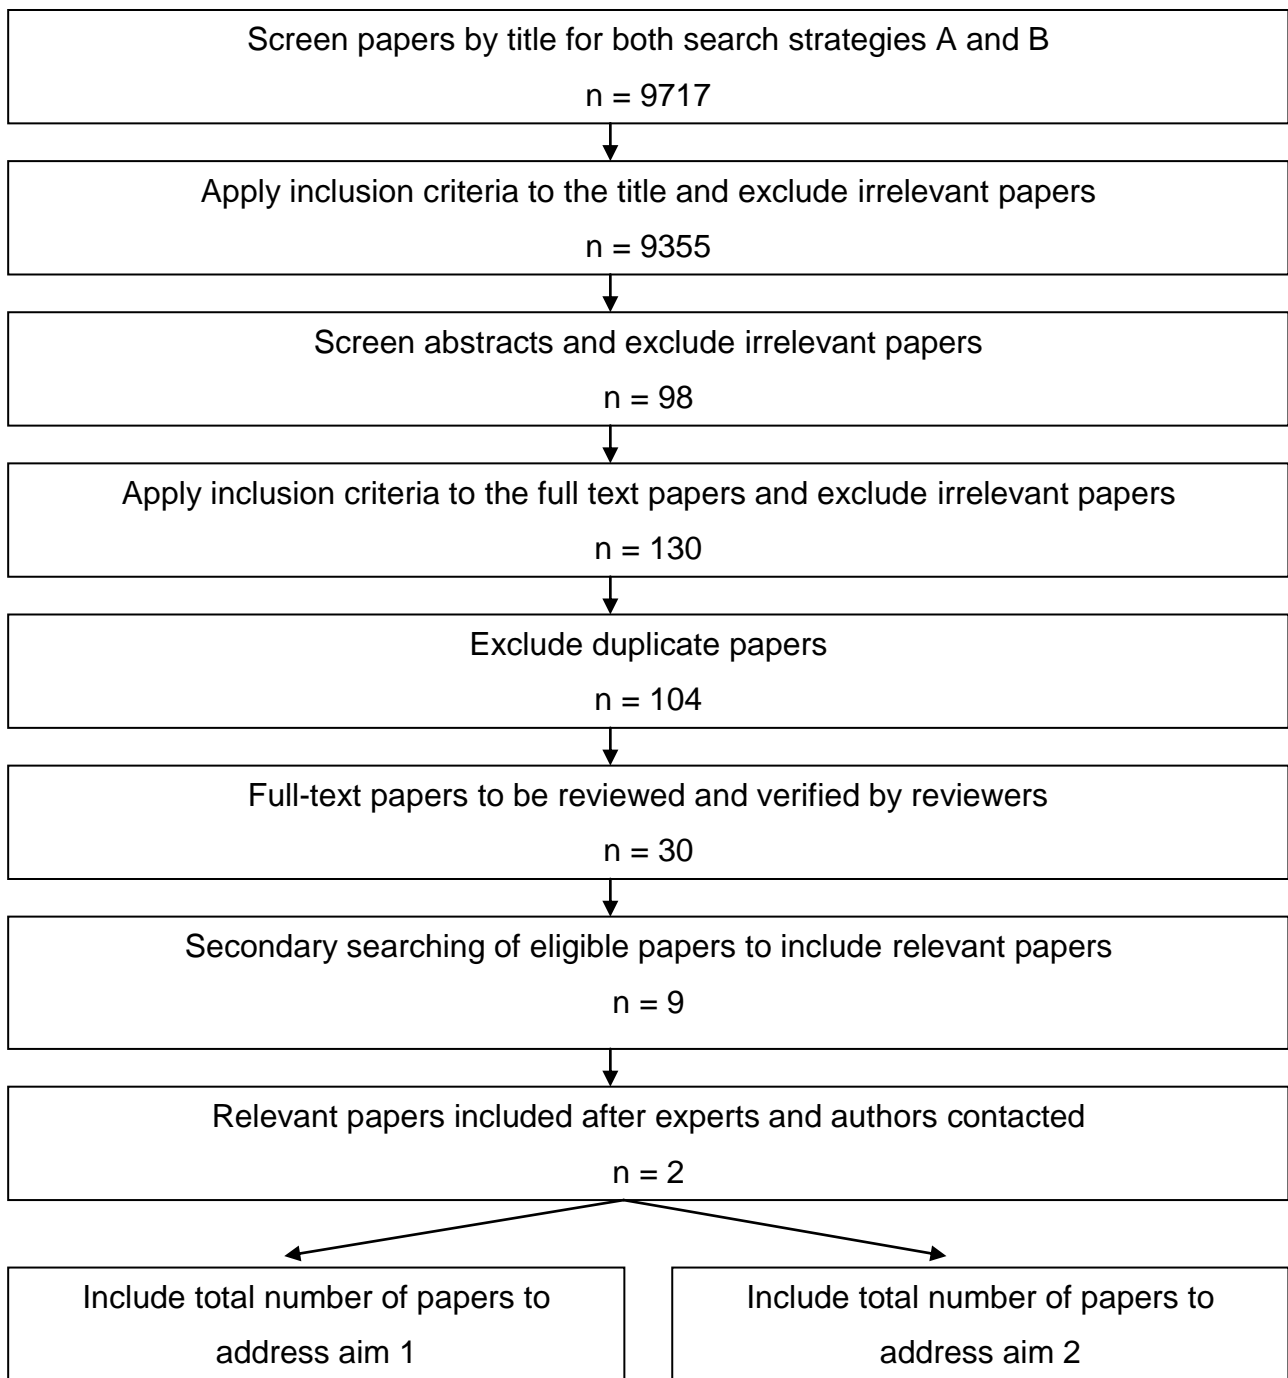 Screen papers by title for both search strategies A and B
n = 9717
Apply inclusion criteria to the title and exclude irrelevant papers
n = 9355
Screen abstracts and exclude irrelevant papers
n = 98
Apply inclusion criteria to the full text papers and exclude irrelevant papers
n = 130
Exclude duplicate papers
n = 104
Full-text papers to be reviewed and verified by reviewers
n = 30
Secondary searching of eligible papers to include relevant papers
n = 9
Relevant papers included after experts and authors contacted
n = 2
Include total number of papers to
address aim 1
Include total number of papers to
address aim 2